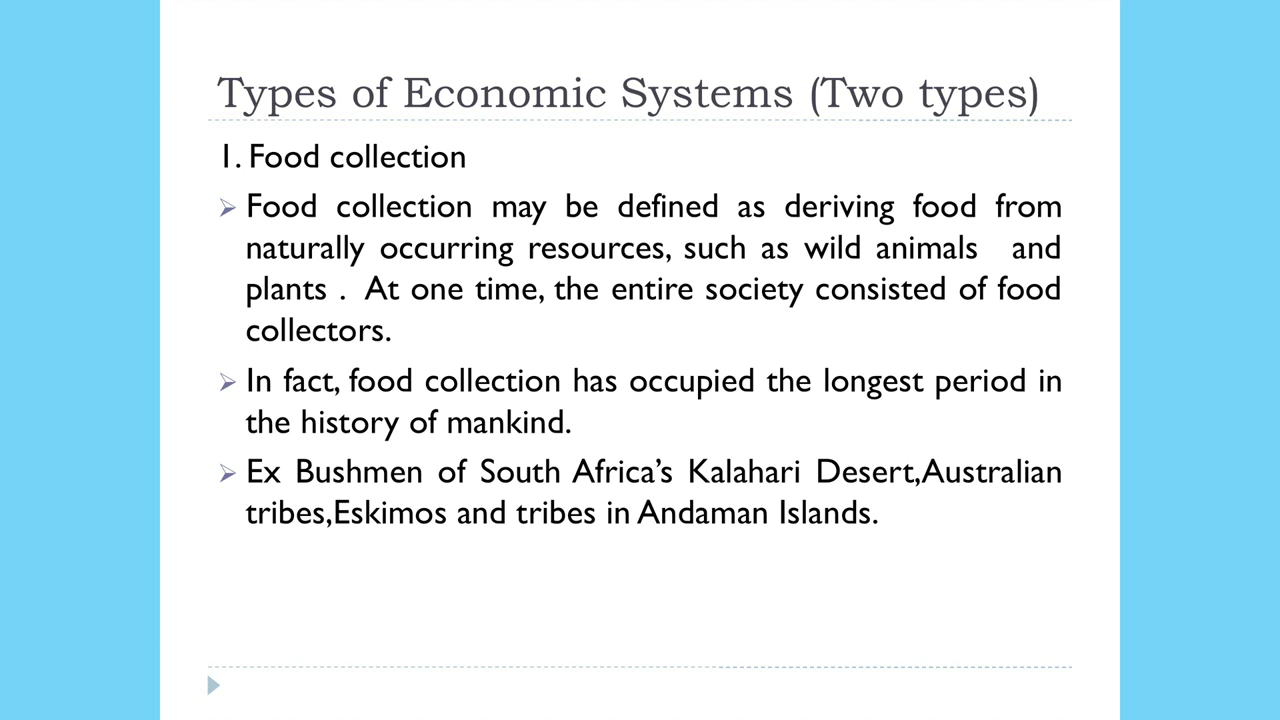 Types of Economic Systems (Two types)
1. Food collection
Food collection may be defined as deriving food from
naturally occurring resources, such as wild animals and
plants . At one time, the entire society consisted of food
collectors.
In fact, food collection has occupied the longest period in
the history of mankind.
Ex Bushmen of South Africa’s Kalahari Desert,Australian
tribes,Eskimos and tribes in Andaman Islands.